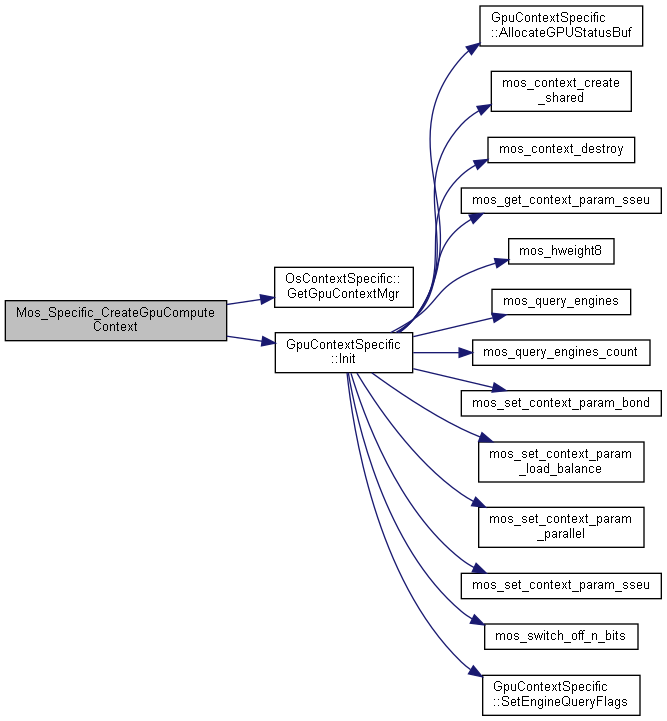 Mos_Specific_CreateGpuCompute
Context
OsContextSpecific::
GetGpuContextMgr
GpuContextSpecific
::Init
GpuContextSpecific
::AllocateGPUStatusBuf
mos_context_create
_shared
mos_context_destroy
mos_get_context_param_sseu
mos_hweight8
mos_query_engines
mos_query_engines_count
mos_set_context_param_bond
mos_set_context_param
_load_balance
mos_set_context_param
_parallel
mos_set_context_param_sseu
mos_switch_off_n_bits
GpuContextSpecific
::SetEngineQueryFlags